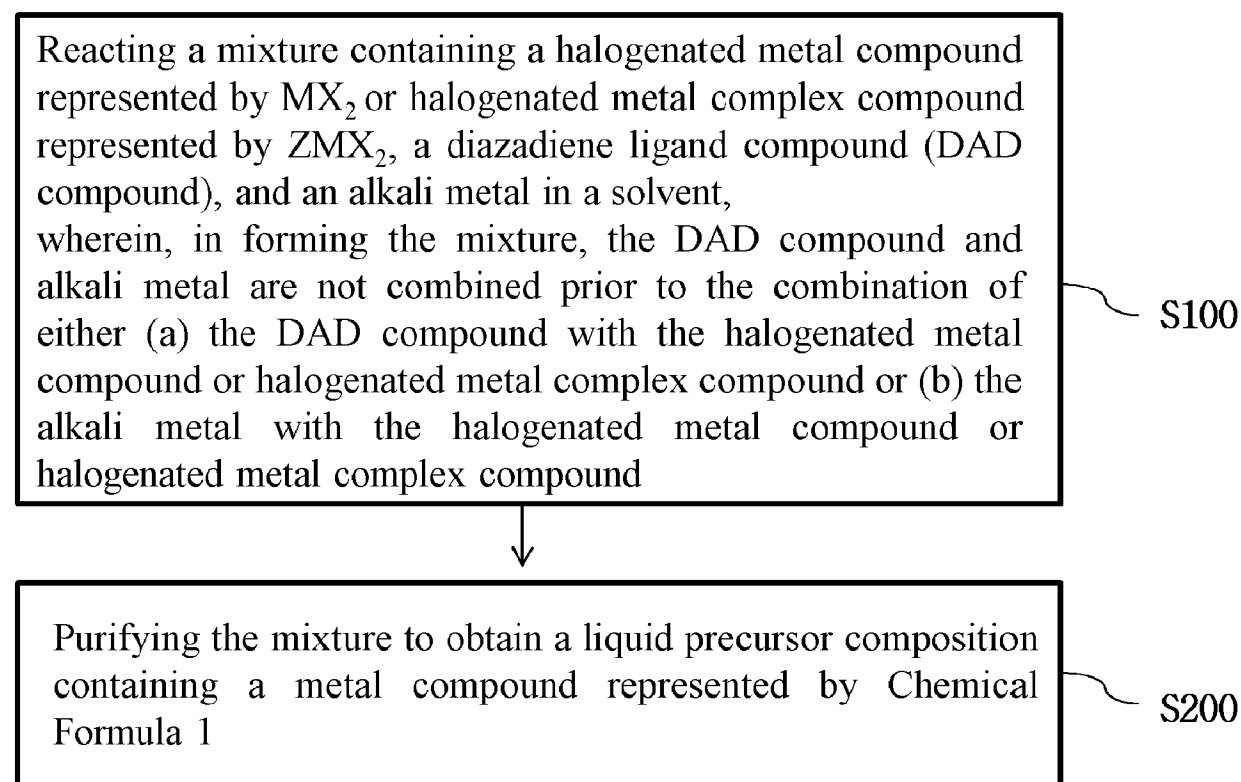 Reacting a mixture containing a halogenated metal compound
represented by MX₂ or halogenated metal complex compound
represented by ZMX₂, a diazadiene ligand compound (DAD
compound), and an alkali metal in a solvent,
wherein, in forming the mixture, the DAD compound and
alkali metal are not combined prior to the combination of
either (a) the DAD compound with the halogenated metal
compound or halogenated metal complex compound or (b) the
alkali metal with the halogenated metal compound or
halogenated metal complex compound
S100
Purifying the mixture to obtain a liquid precursor composition
containing a metal compound represented by Chemical
Formula 1
S200